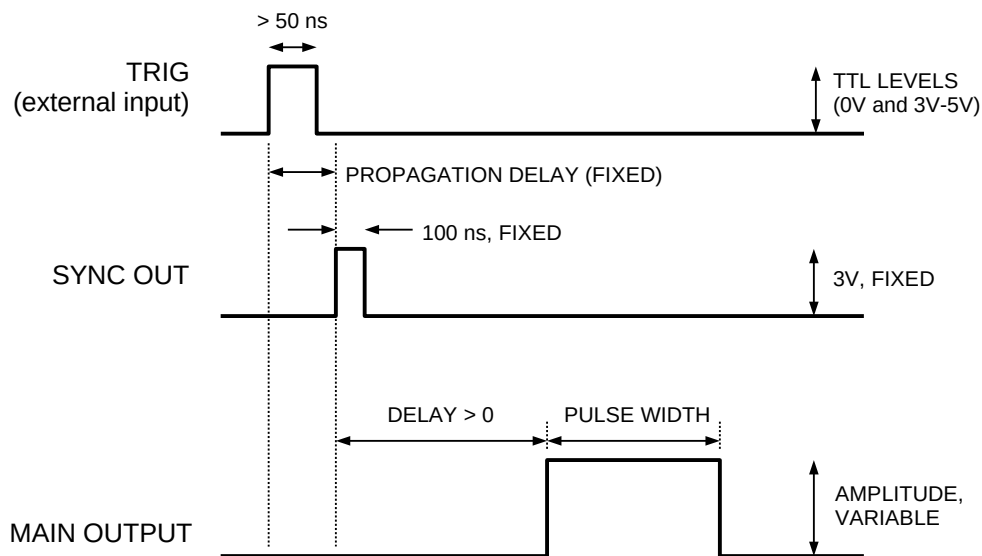 > 50 ns
TRIG
(external input)
TTL LEVELS
(0V and 3V-5V)
PROPAGATION DELAY (FIXED)
100 ns, FIXED
SYNC OUT
3V, FIXED
DELAY > 0
PULSE WIDTH
AMPLITUDE,
VARIABLE
MAIN OUTPUT